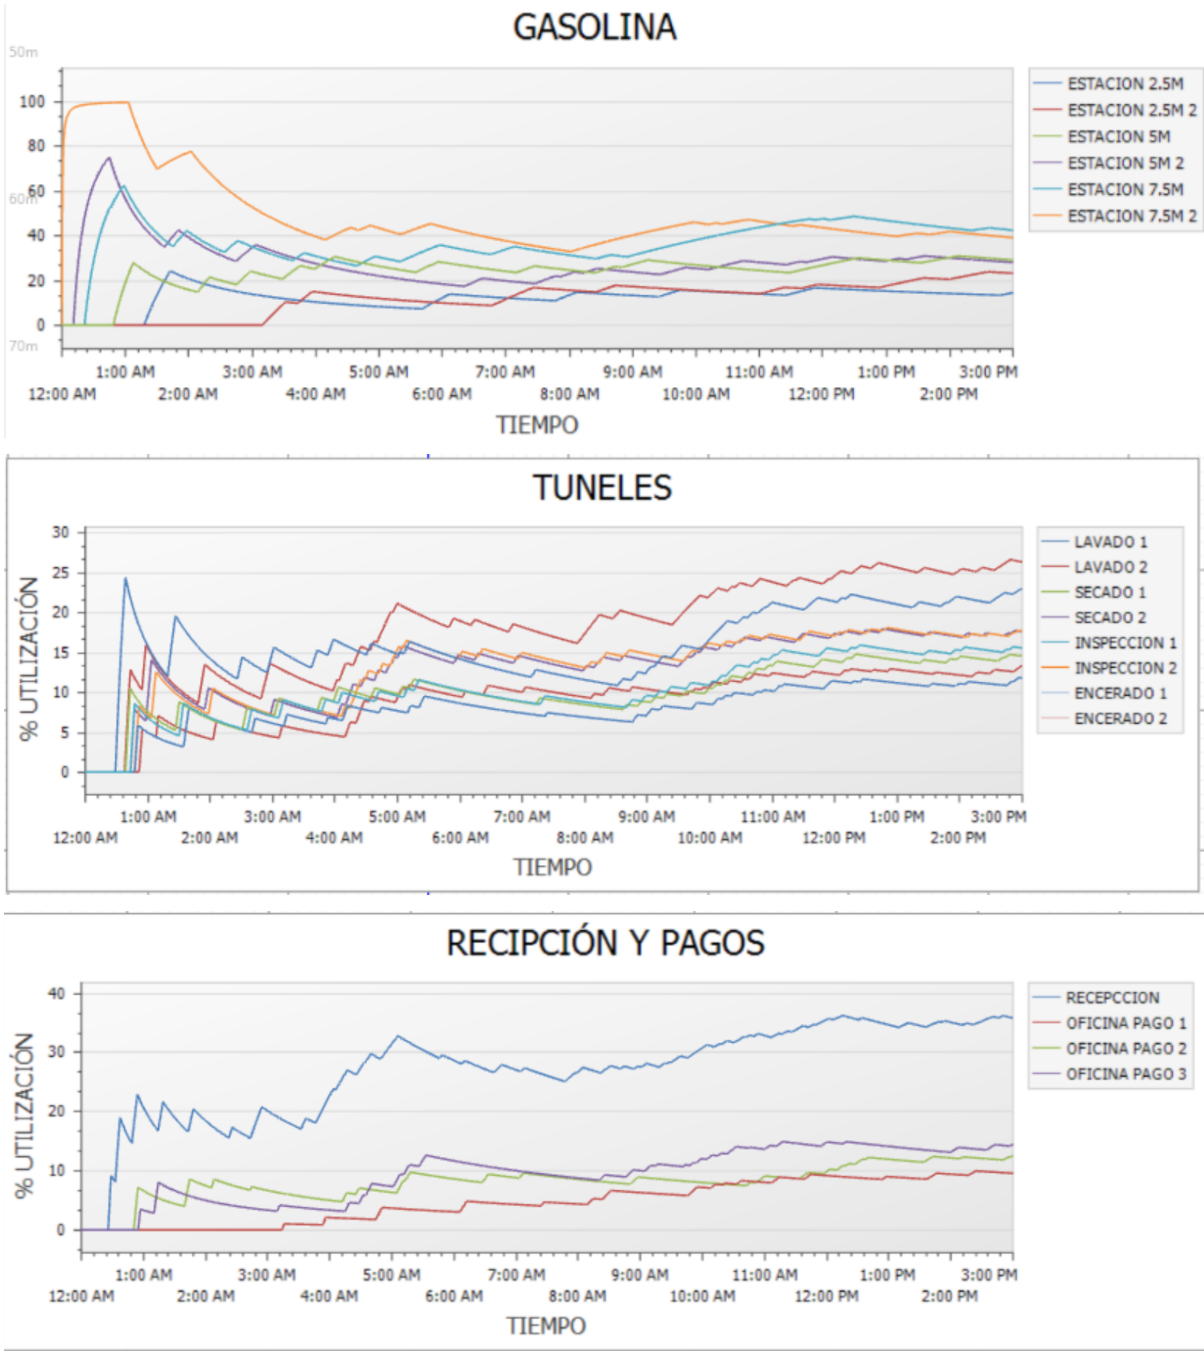 GASOLINA
50m
60m
70m
100
80
60
40
20
0
ESTACION 2.5M
ESTACION 2.5M 2
ESTACION 5M
ESTACION 5M 2
ESTACION 7.5M
ESTACION 7.5M 2
1:00 AM 3:00 AM 5:00 AM 7:00 AM 9:00 AM 11:00 AM 1:00 PM 3:00 PM
12:00 AM 2:00 AM 4:00 AM 6:00 AM 8:00 AM 10:00 AM 12:00 PM 2:00 PM
TIEMPO
TUNELES
% UTILIZACIÓN
30
25
20
15
10
5
0
LAVADO 1
LAVADO 2
SECADO 1
SECADO 2
INSPECCION 1
INSPECCION 2
ENCERADO 1
ENCERADO 2
1:00 AM 3:00 AM 5:00 AM 7:00 AM 9:00 AM 11:00 AM 1:00 PM 3:00 PM
12:00 AM 2:00 AM 4:00 AM 6:00 AM 8:00 AM 10:00 AM 12:00 PM 2:00 PM
TIEMPO
RECIPCIÓN Y PAGOS
% UTILIZACIÓN
40
30
20
10
0
RECEPCCION
OFICINA PAGO 1
OFICINA PAGO 2
OFICINA PAGO 3
1:00 AM 3:00 AM 5:00 AM 7:00 AM 9:00 AM 11:00 AM 1:00 PM 3:00 PM
12:00 AM 2:00 AM 4:00 AM 6:00 AM 8:00 AM 10:00 AM 12:00 PM 2:00 PM
TIEMPO